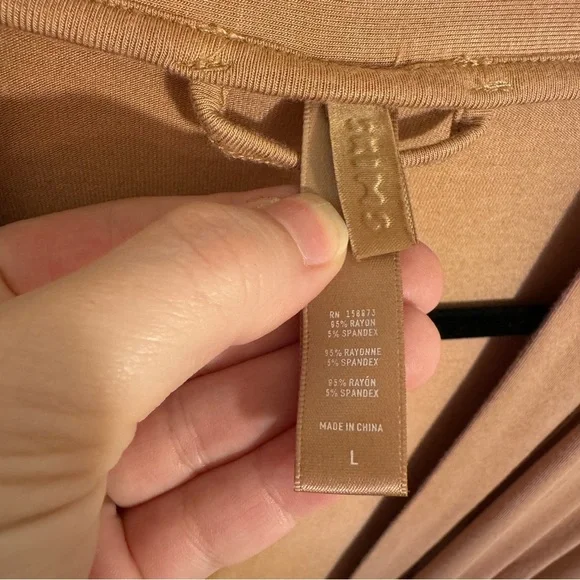 SKIMS
RN 158873
95% RAYON
5% SPANDEX
95% RAYONNE
5% SPANDEX
95% RAYÓN
5% SPANDEX
MADE IN CHINA
L